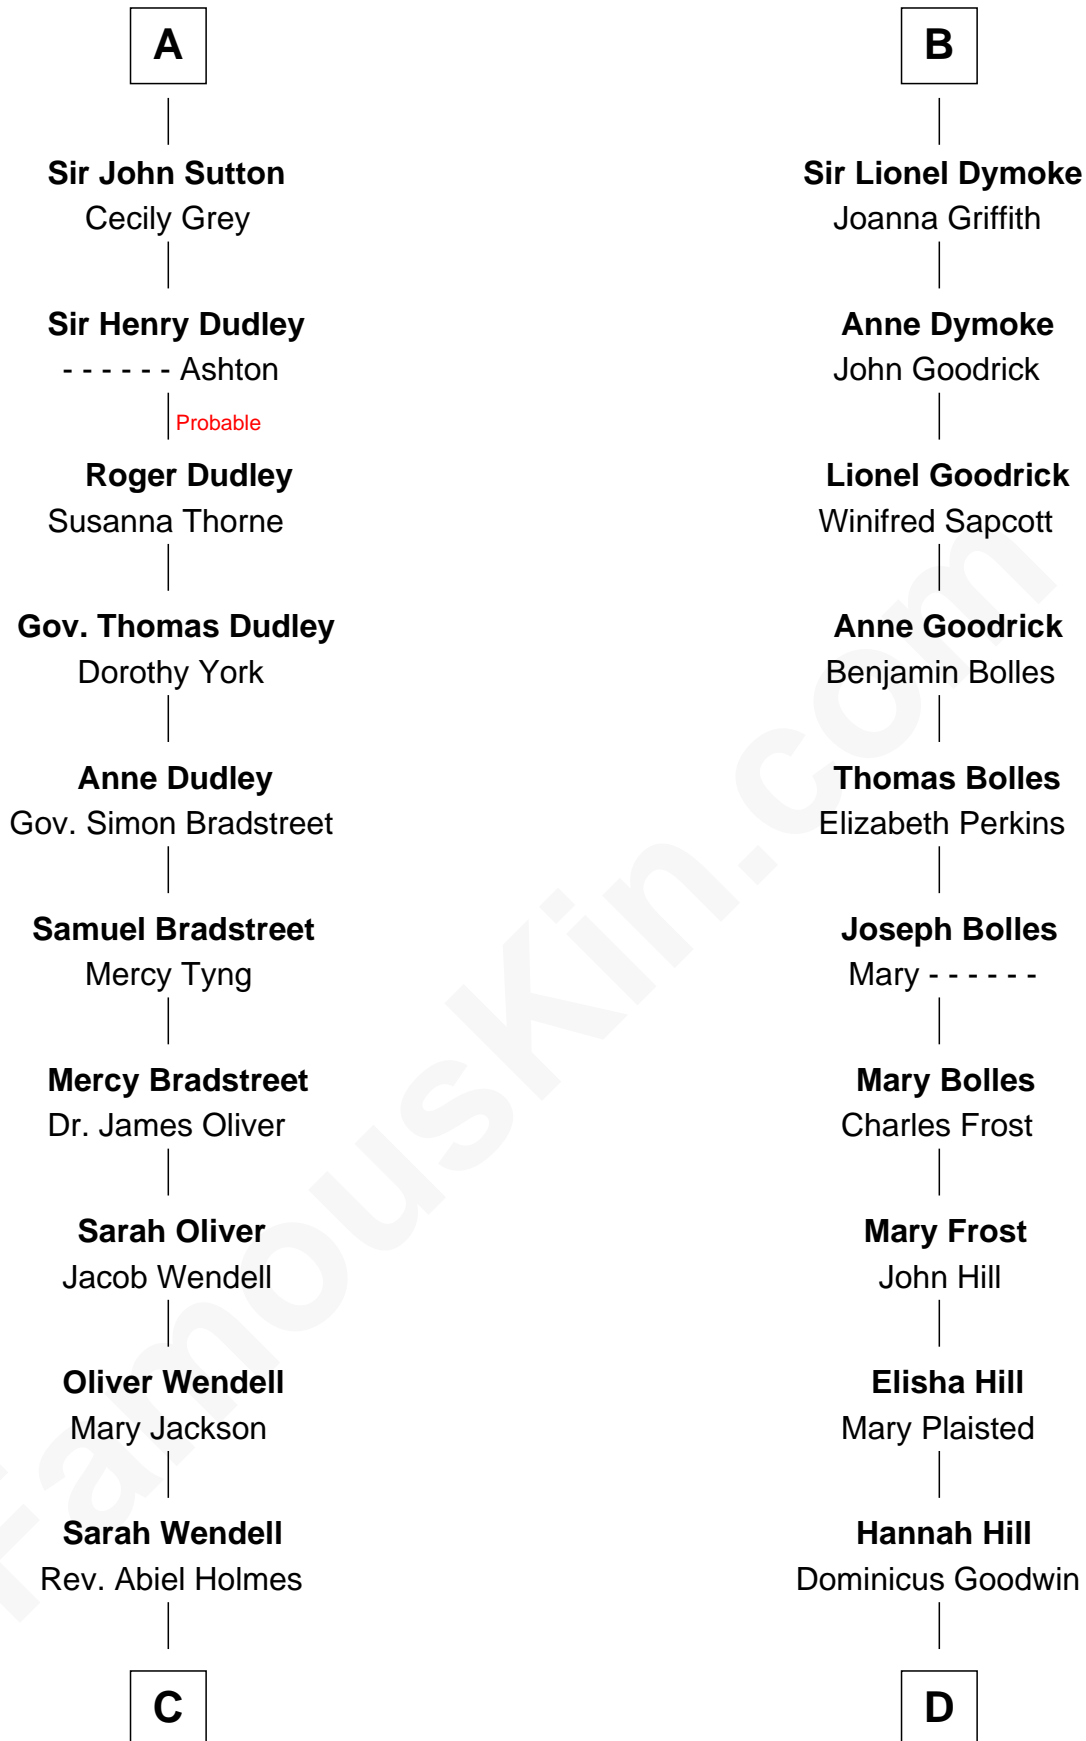 A
Sir John Sutton
Cecily Grey
Sir Henry Dudley
- - - - - - Ashton
Probable
Roger Dudley
Susanna Thorne
Gov. Thomas Dudley
Dorothy York
Anne Dudley
Gov. Simon Bradstreet
Samuel Bradstreet
Mercy Tyng
Mercy Bradstreet
Dr. James Oliver
Sarah Oliver
Jacob Wendell
Oliver Wendell
Mary Jackson
Sarah Wendell
Rev. Abiel Holmes
C
B
Sir Lionel Dymoke
Joanna Griffith
Anne Dymoke
John Goodrick
Lionel Goodrick
Winifred Sapcott
Anne Goodrick
Benjamin Bolles
Thomas Bolles
Elizabeth Perkins
Joseph Bolles
Mary - - - - - -
Mary Bolles
Charles Frost
Mary Frost
John Hill
Elisha Hill
Mary Plaisted
Hannah Hill
Dominicus Goodwin
D
FamousKin.com